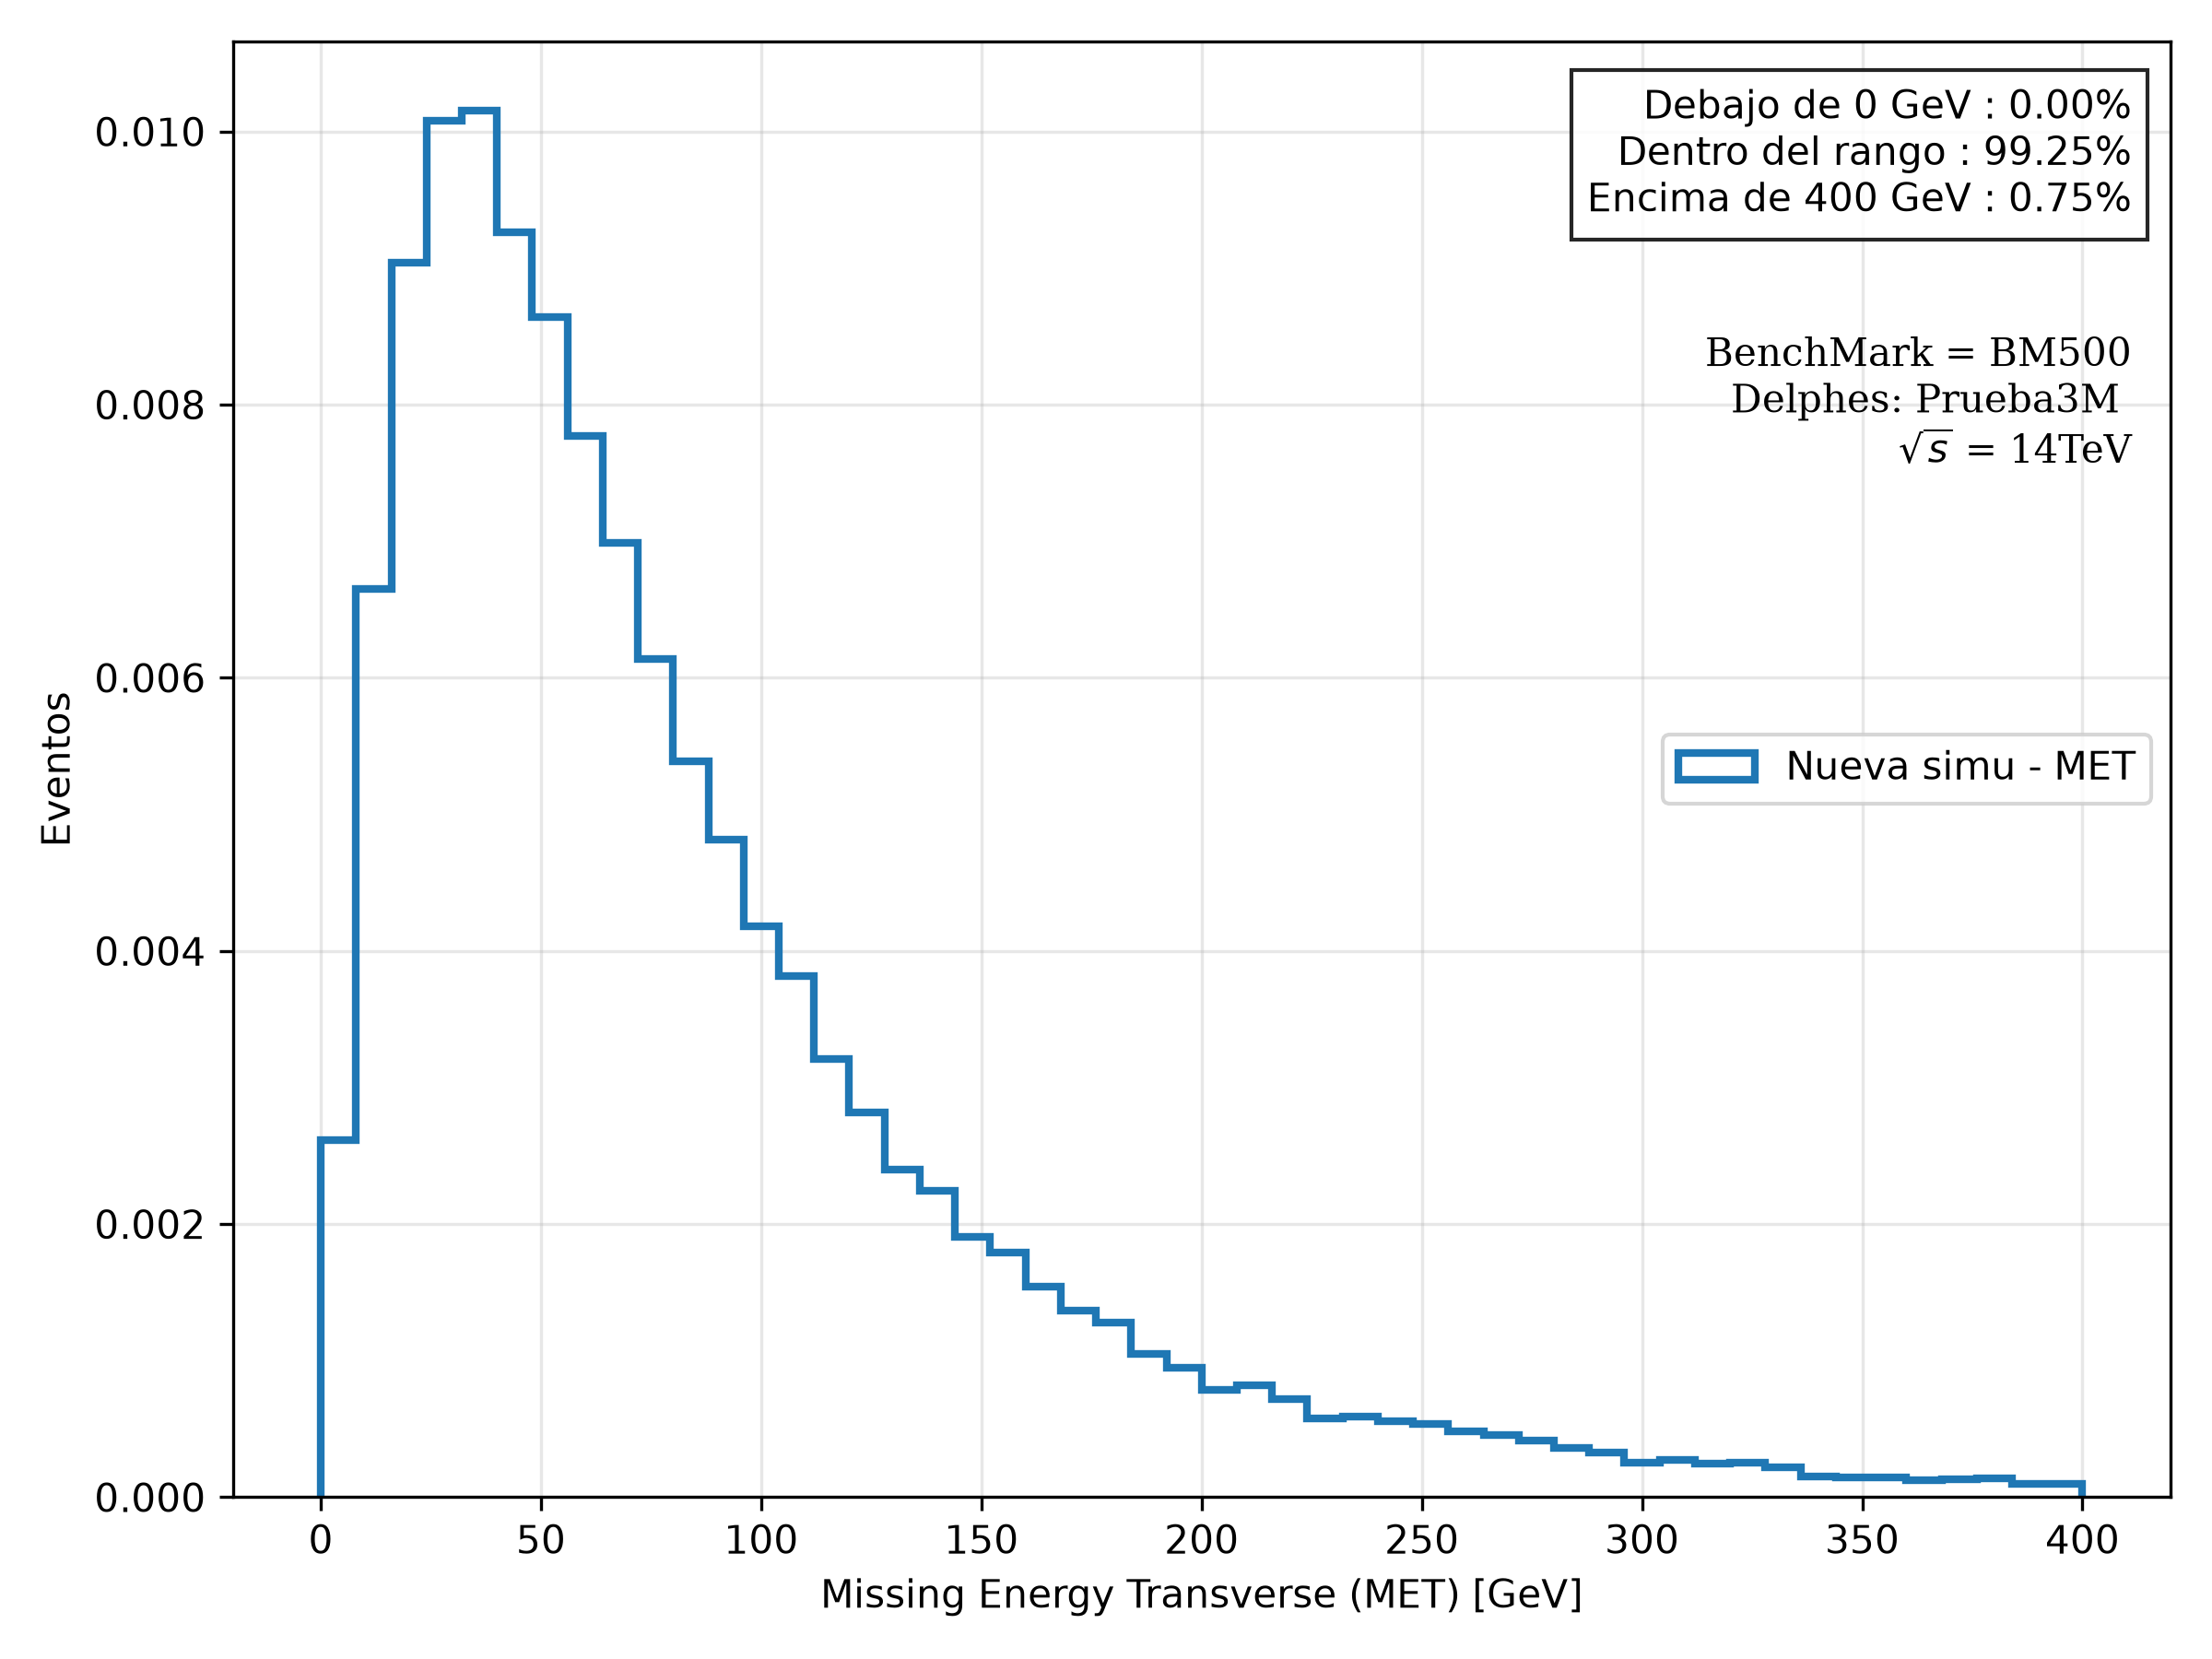 Debajo de 0 GeV : 0.00%
Dentro del rango : 99.25%
Encima de 400 GeV : 0.75%
BenchMark = BM500
Delphes: Prueba3M
√s = 14TeV
Nueva simu - MET
Eventos
0.010
0.008
0.006
0.004
0.002
0.000
0 50 100 150 200 250 300 350 400
Missing Energy Transverse (MET) [GeV]